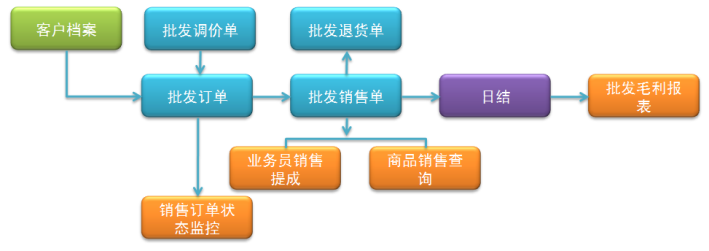 客户档案
批发调价单
批发退货单
批发订单
批发销售单
日结
批发毛利报
表
业务员销售
提成
商品销售查
询
销售订单状
态监控